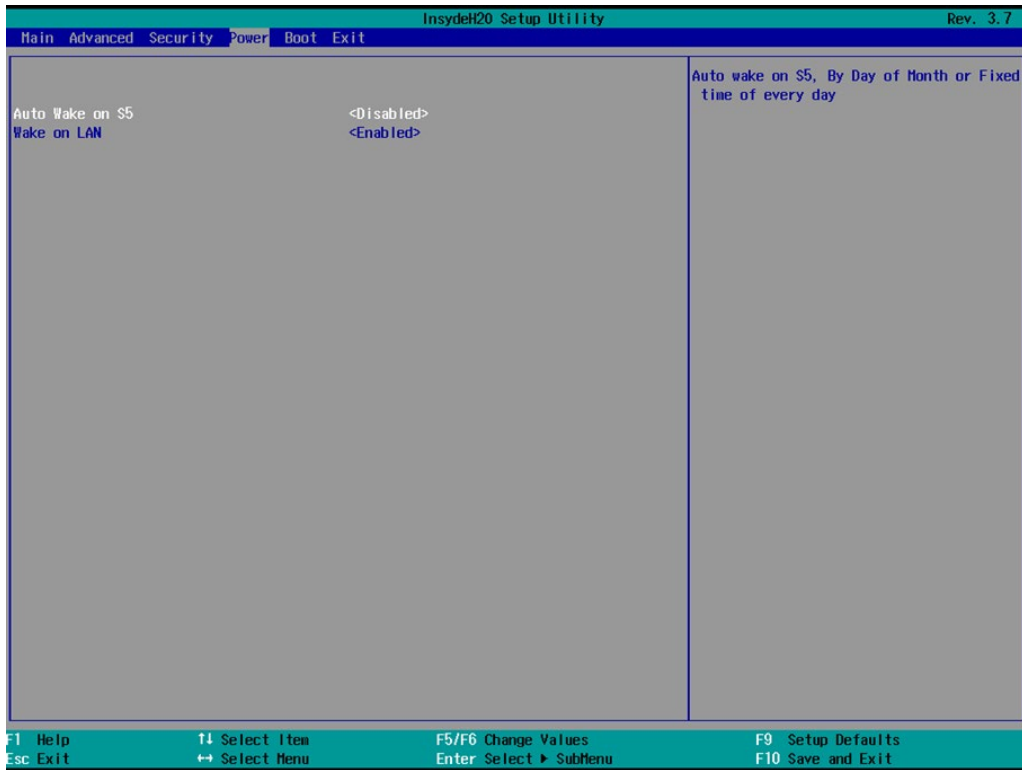 InsydeH20 Setup Utility Rev. 3.7
Main Advanced Security Power Boot Exit
Auto Wake on S5 <Disabled>
Wake on LAN <Enabled>
Auto wake on S5, By Day of Month or Fixed
time of every day
F1 Help ↑↓ Select Item F5/F6 Change Values F9 Setup Defaults
Esc Exit ↔ Select Menu Enter Select ▶ SubMenu F10 Save and Exit